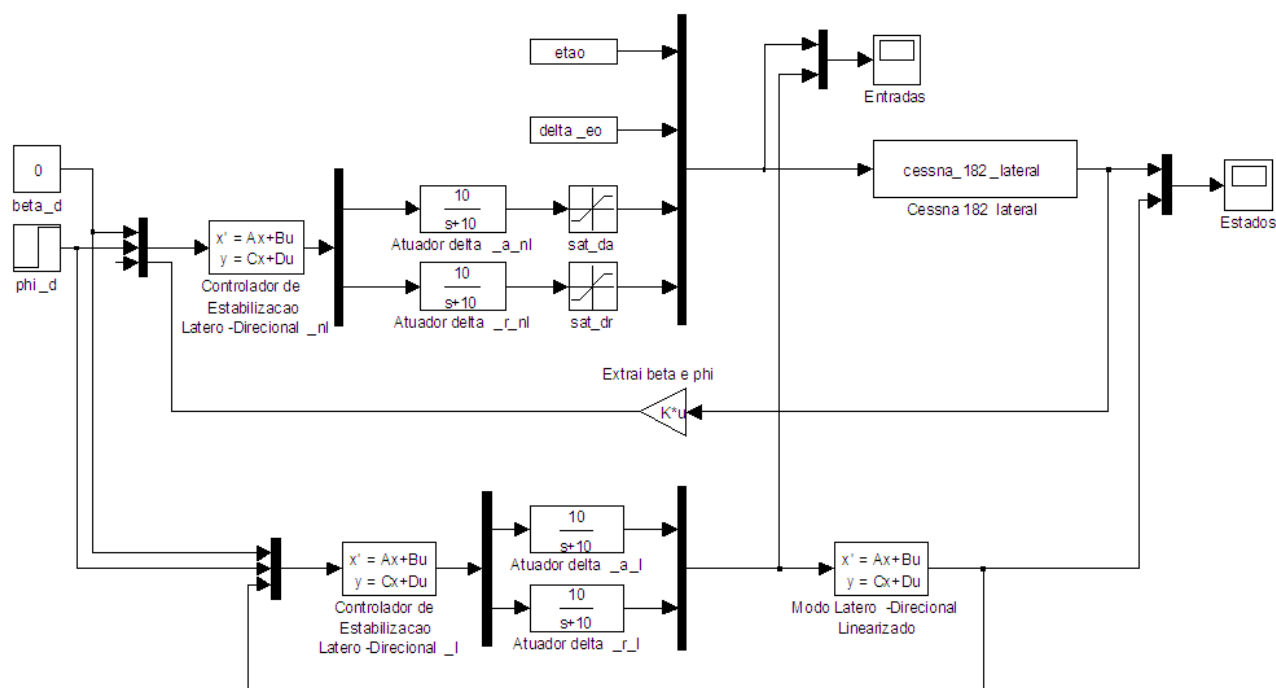 etao
Entradas
delta _eo
0
beta_d
cessna_182 _lateral
Cessna 182 lateral
Estados
10
s+10
Atuador delta _a_nl
sat_da
x' = Ax+Bu
y = Cx+Du
Controlador de
Estabilizacao
Latero -Direcional _nl
phi _d
10
s+10
Atuador delta _r_nl
sat_dr
Extrai beta e phi
K*u
10
s+10
Atuador delta _a_l
x' = Ax+Bu
y = Cx+Du
Controlador de
Estabilizacao
Latero -Direcional _l
10
s+10
Atuador delta _r_l
x' = Ax+Bu
y = Cx+Du
Modo Latero -Direcional
Linearizado